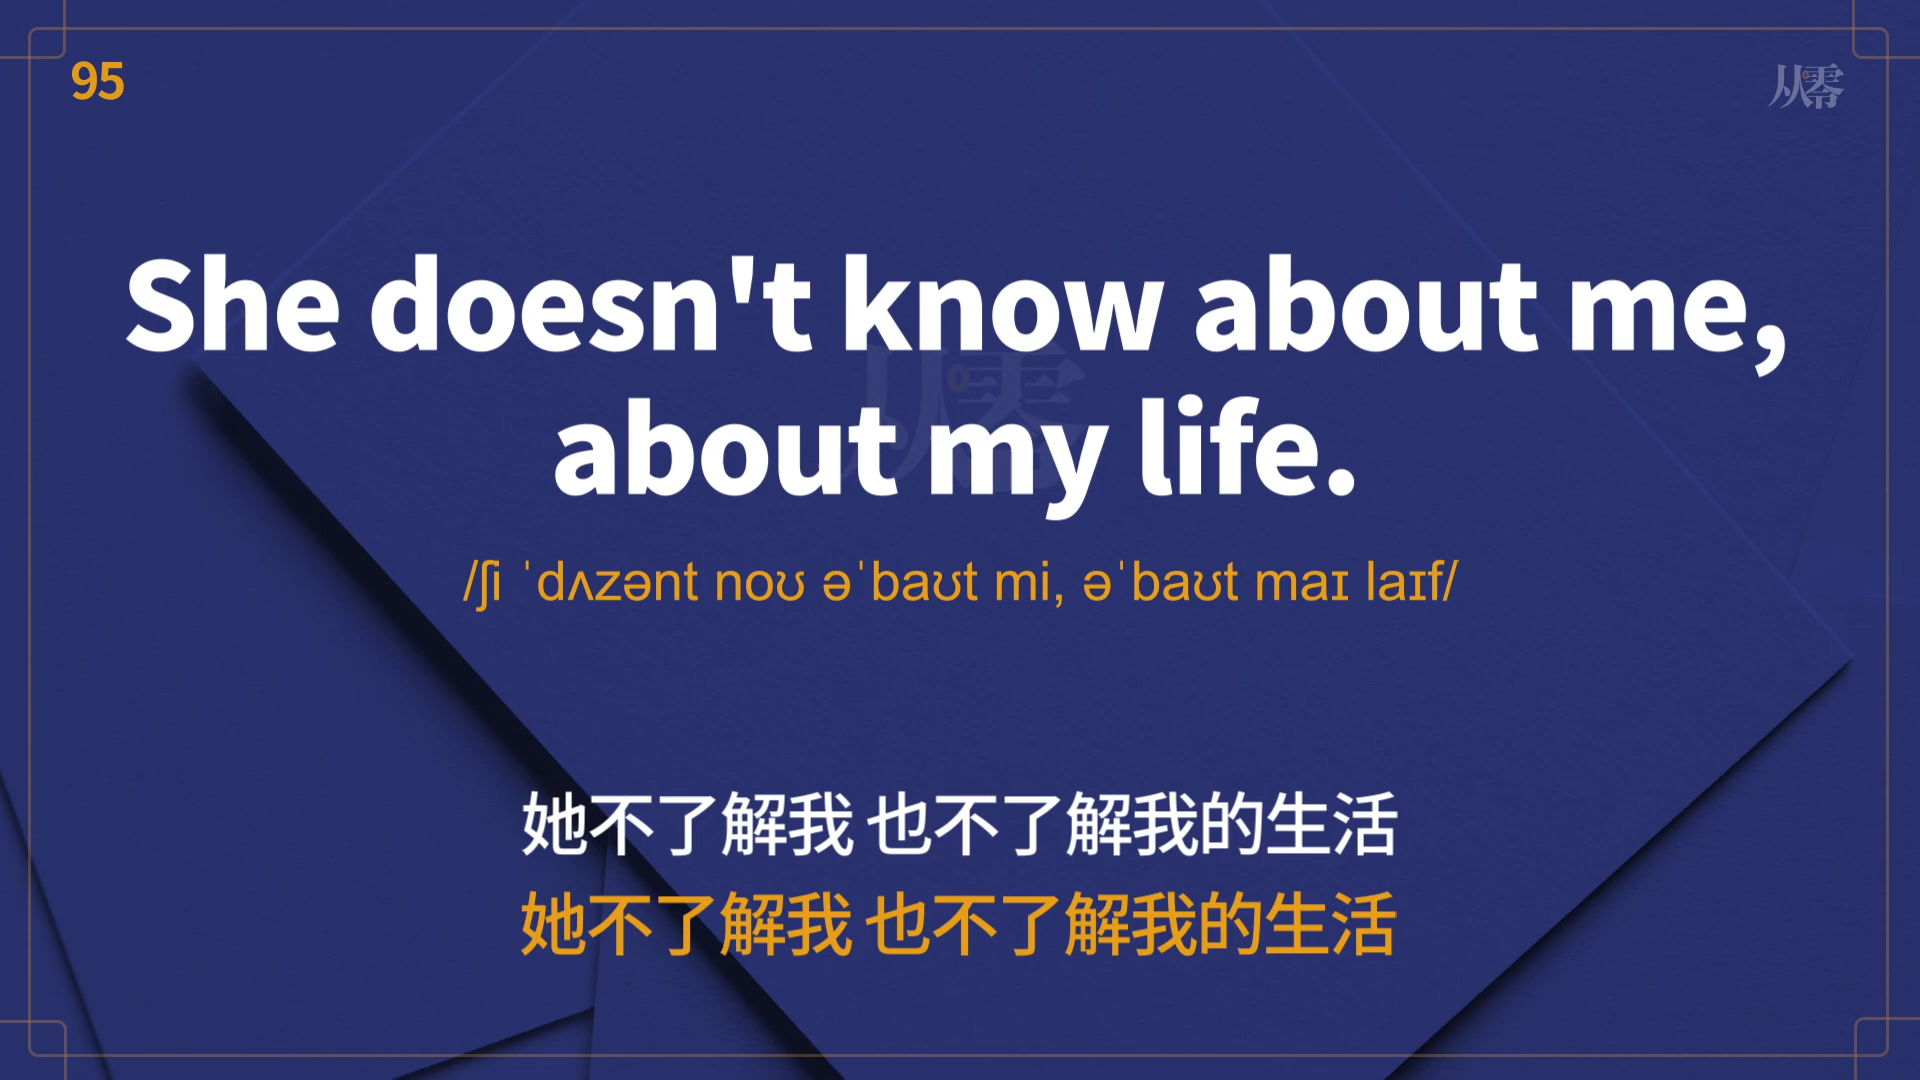 95
从零
She doesn't know about me,
about my life.
/ʃi ˈdʌzənt noʊ əˈbaʊt mi, əˈbaʊt maɪ laɪf/
她不了解我 也不了解我的生活
她不了解我 也不了解我的生活